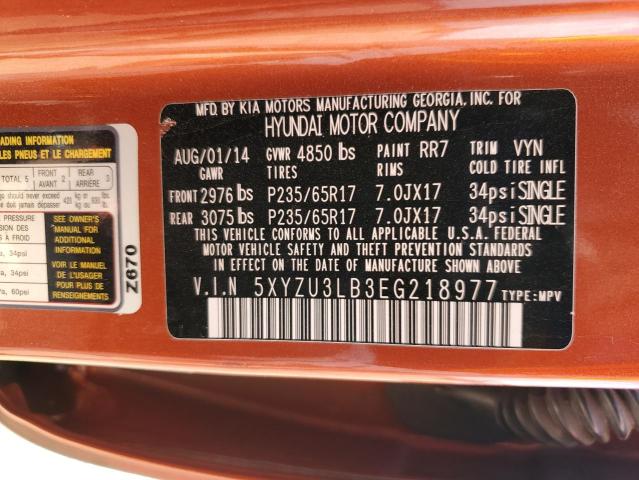 MFD. BY KIA MOTORS MANUFACTURING GEORGIA, INC. FOR
HYUNDAI MOTOR COMPANY
AUG/01/14 GVWR 4850 lbs PAINT RR7 TRIM VYN
GAWR TIRES RIMS COLD TIRE INFL
FRONT 2976 lbs P235/65R17 7.0JX17 34psi SINGLE
REAR 3075 lbs P235/65R17 7.0JX17 34psi SINGLE
THIS VEHICLE CONFORMS TO ALL APPLICABLE U.S.A. FEDERAL
MOTOR VEHICLE SAFETY AND THEFT PREVENTION STANDARDS
IN EFFECT ON THE DATE OF MANUFACTURE SHOWN ABOVE.
V.I.N 5XYZU3LB3EG218977 TYPE:MPV
ADING INFORMATION
LES PNEUS ET LE CHARGEMENT
TOTAL 5 FRONT AVANT 2 REAR ARRIÈRE 3
PRESSURE
SEE OWNER'S
MANUAL FOR
ADDITIONAL
INFORMATION
VOIR LE MANUEL
DE L'USAGER
POUR PLUS DE
RENSEIGNEMENTS
À FROID
34psi
a, 34psi
a, 60psi
Z670